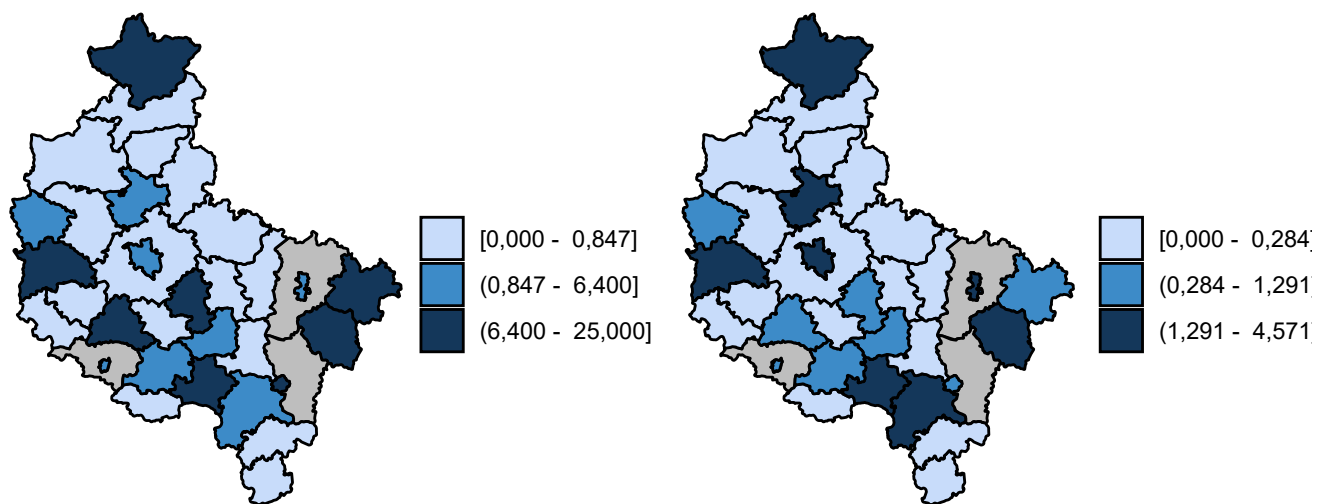 [0,000 - 0,847]
(0,847 - 6,400]
(6,400 - 25,000]
[0,000 - 0,284]
(0,284 - 1,291]
(1,291 - 4,571]